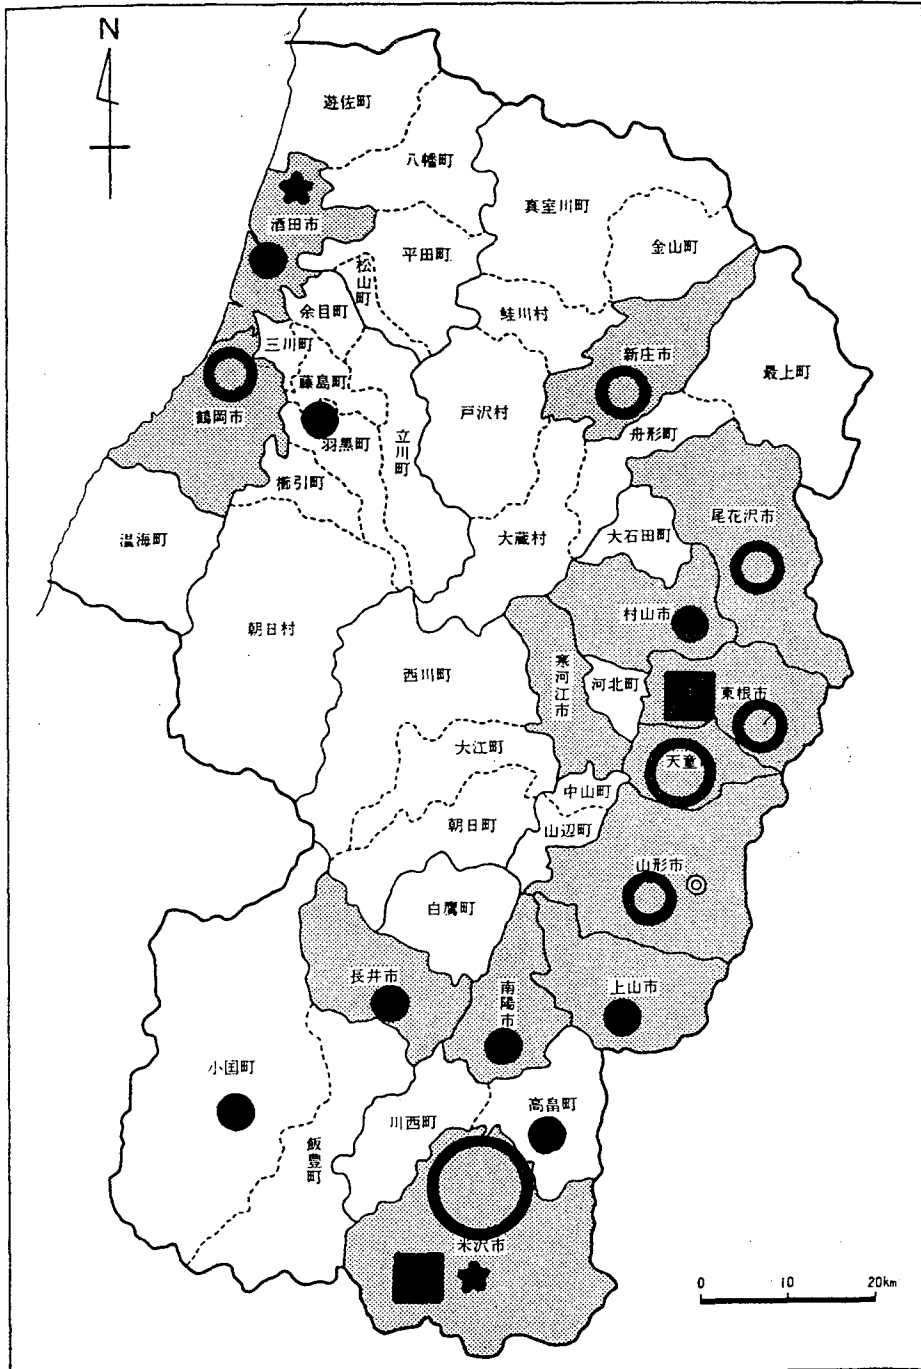 N
遊佐町
八幡町
真室川町
酒田市
金山町
平田町
松山町
余目町
鮭川村
三川町
新庄市
最上町
藤島町
鶴岡市
戸沢村
羽黒町
立川町
舟形町
櫛引町
尾花沢市
温海町
大蔵村
大石田町
村山市
朝日村
西川町
寒河江市
河北町
東根市
大江町
天童
中山町
朝日町
山辺町
山形市
白鷹町
長井市
南陽市
上山市
小国町
高畠町
川西町
飯豊町
米沢市
0 10 20km